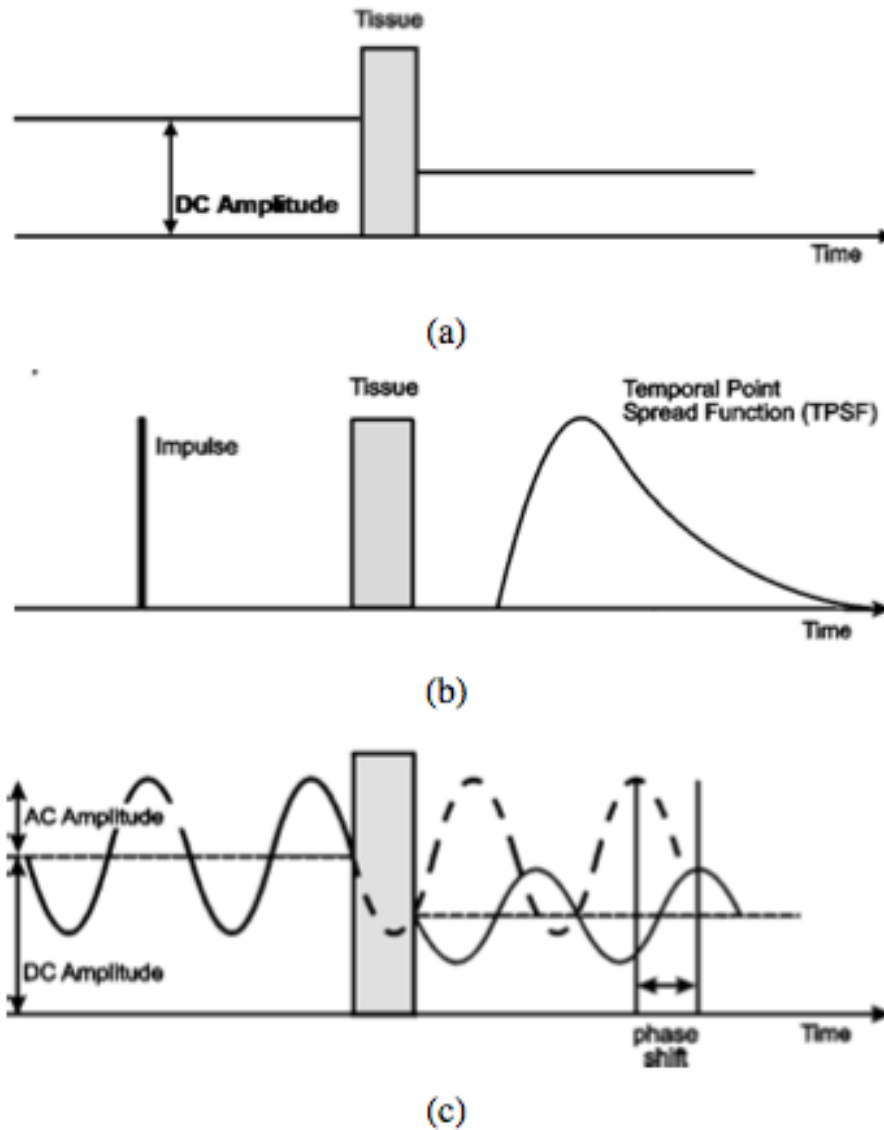 Tissue
DC Amplitude
Time
(a)
Tissue
Temporal Point
Spread Function (TPSF)
Impulse
Time
(b)
AC Amplitude
DC Amplitude
Time
phase
shift
(c)